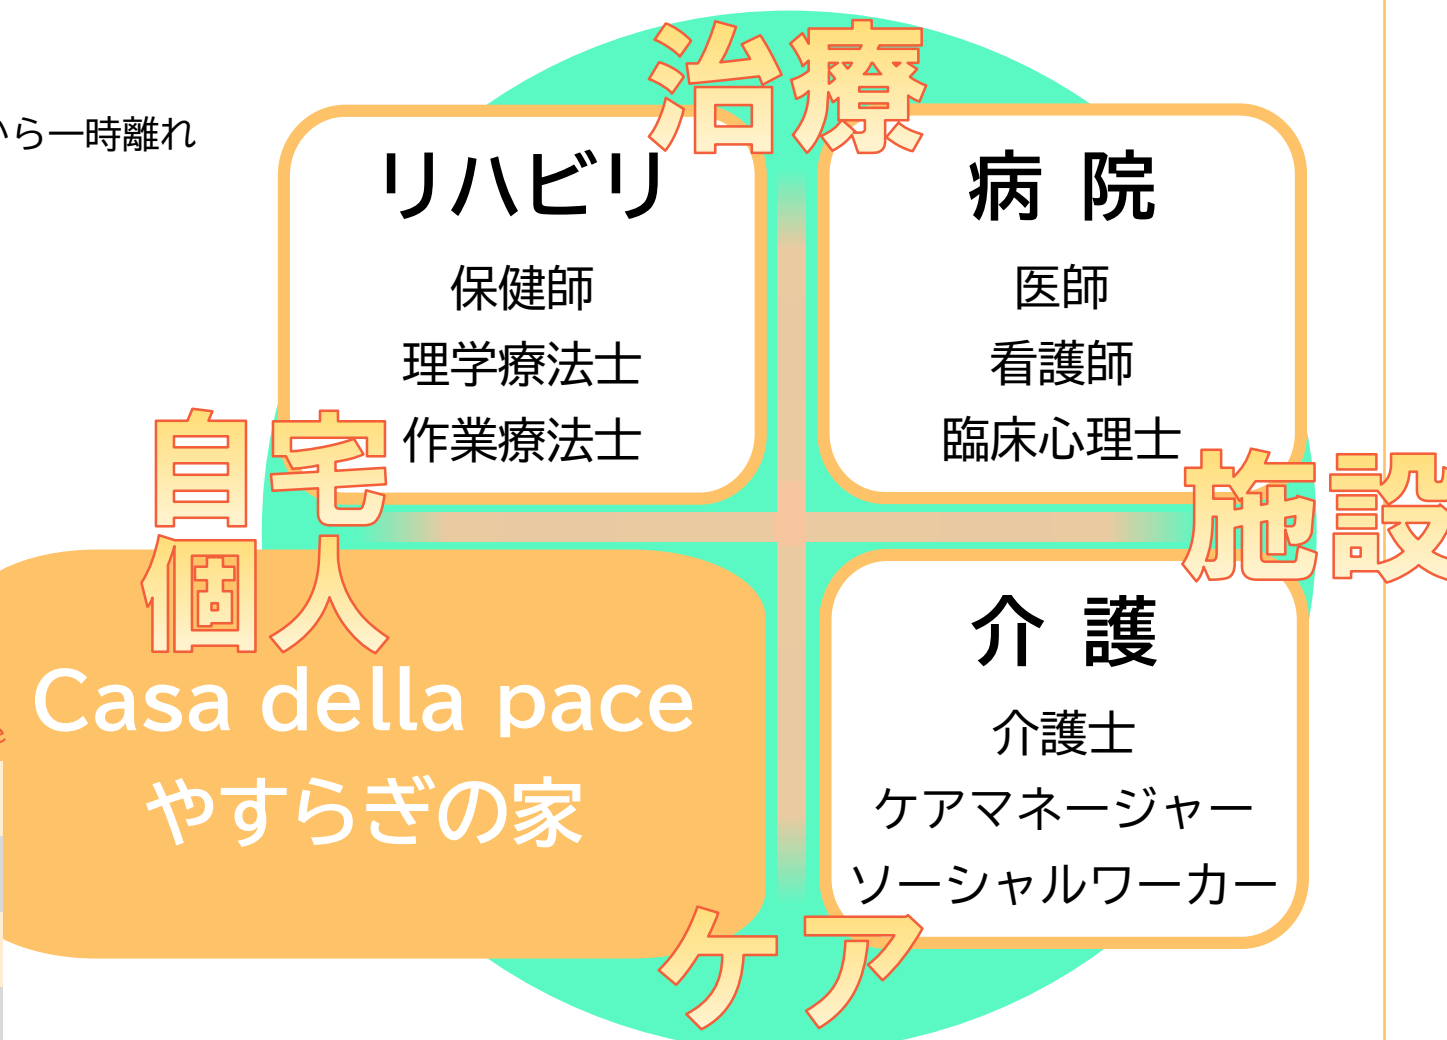 治療
から一時離れ
リハビリ
保健師
理学療法士
作業療法士
病 院
医師
看護師
臨床心理士
自宅
個人
施設
Casa della pace
やすらぎの家
介 護
介護士
ケアマネージャー
ソーシャルワーカー
ケア